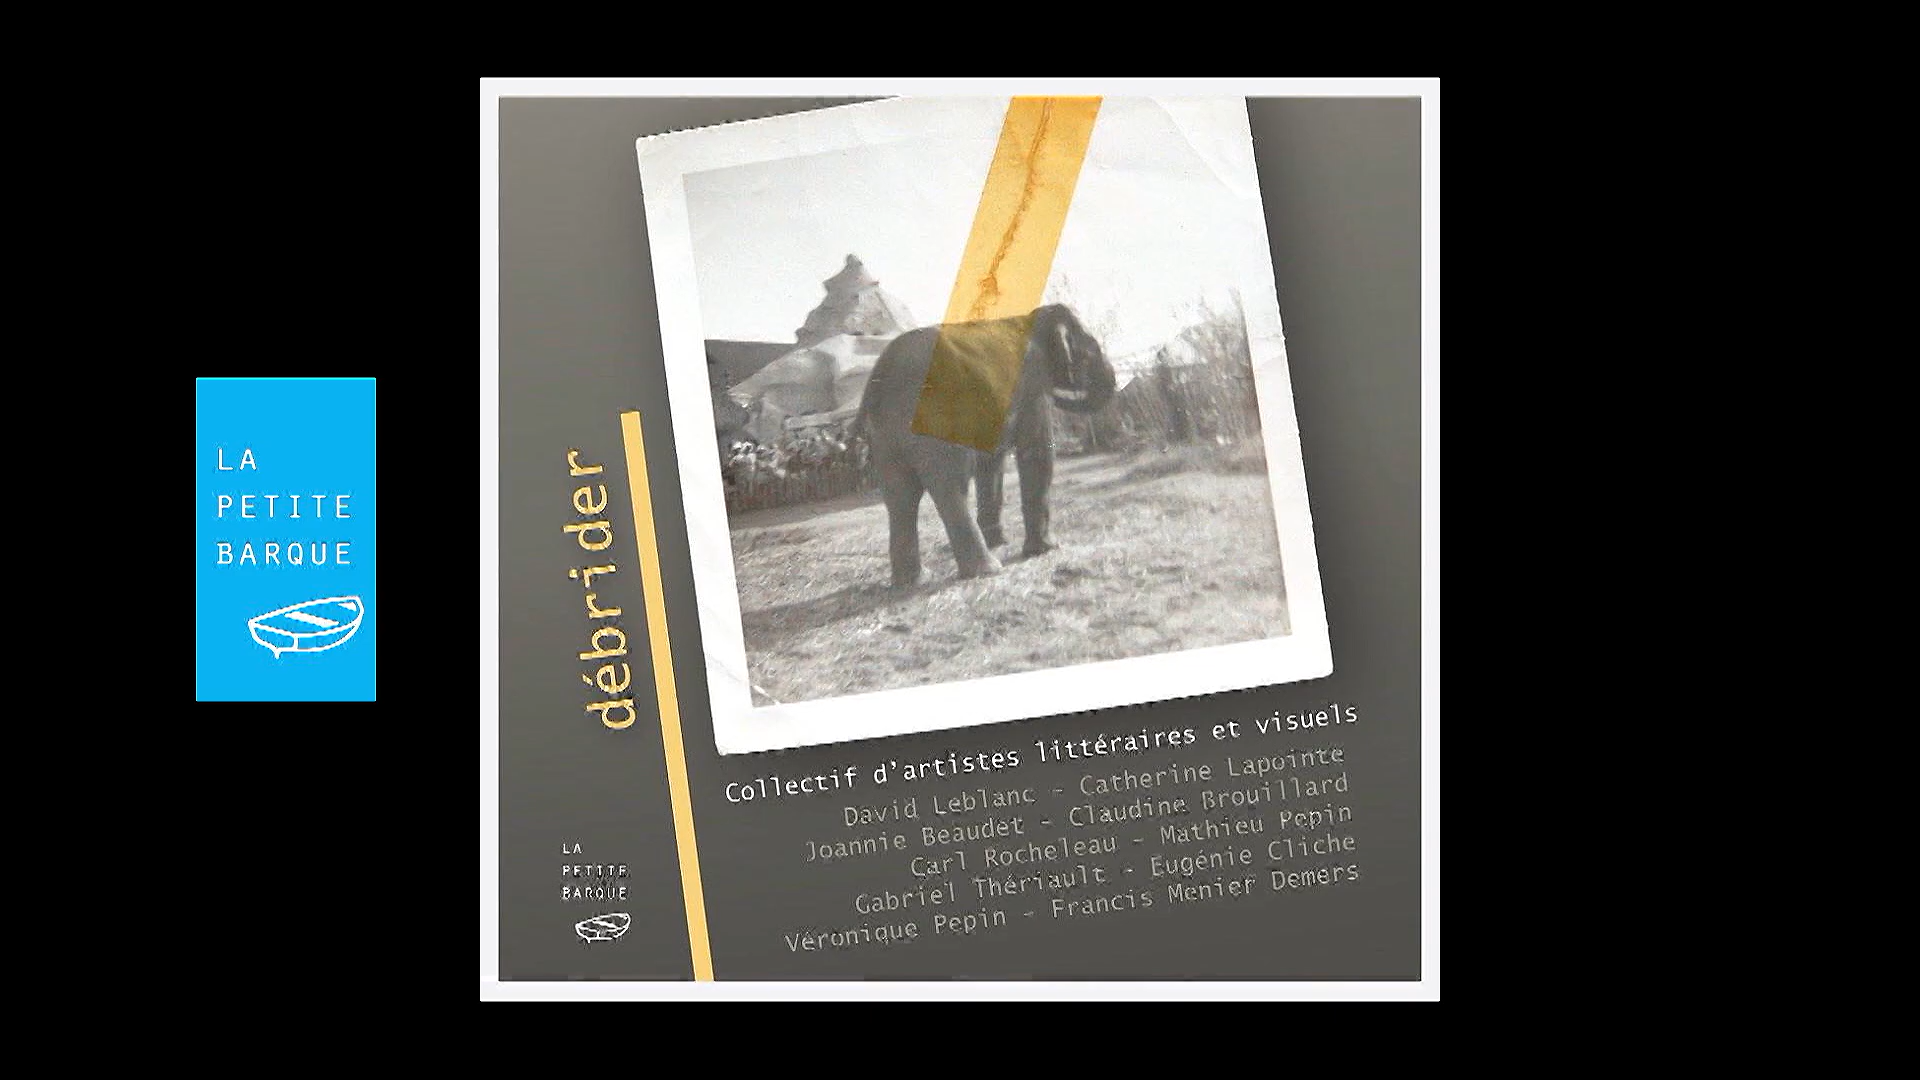 LA
PETITE
BARQUE
débrider
Collectif d'artistes littéraires et visuels
David Leblanc - Catherine Lapointe
Joannie Beaudet - Claudine Brouillard
Carl Rocheleau - Mathieu Pepin
Gabriel Thériault - Eugénie Cliche
Véronique Pepin - Francis Menier Demers
LA
PETITE
BARQUE